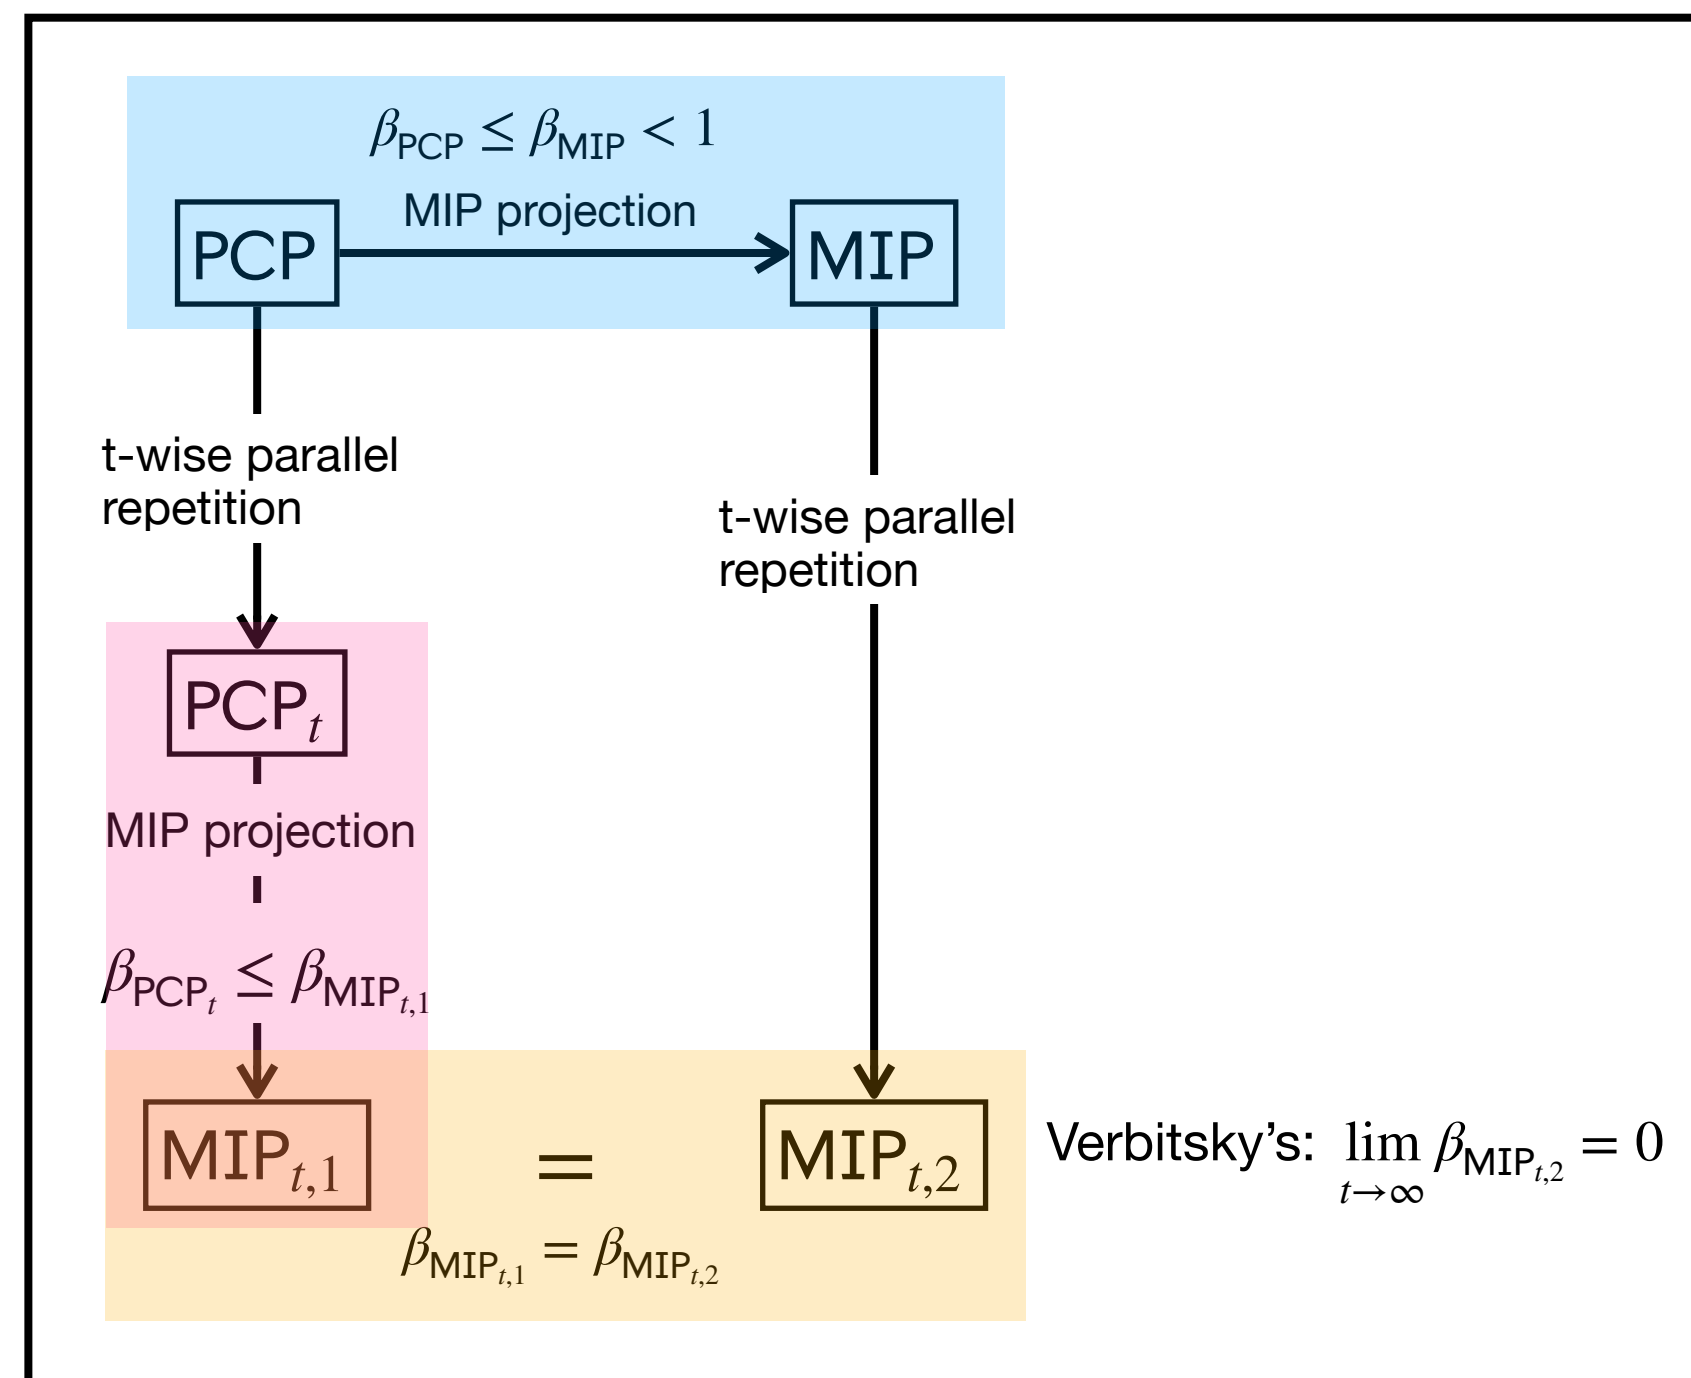 β_PCP ≤ β_MIP < 1
MIP projection
PCP
MIP
t-wise parallel
repetition
t-wise parallel
repetition
PCP_t
MIP projection
β_PCP_t ≤ β_MIP_t,1
MIP_t,1
=
MIP_t,2
Verbitsky’s: lim t→∞ β_MIP_t,2 = 0
β_MIP_t,1 = β_MIP_t,2